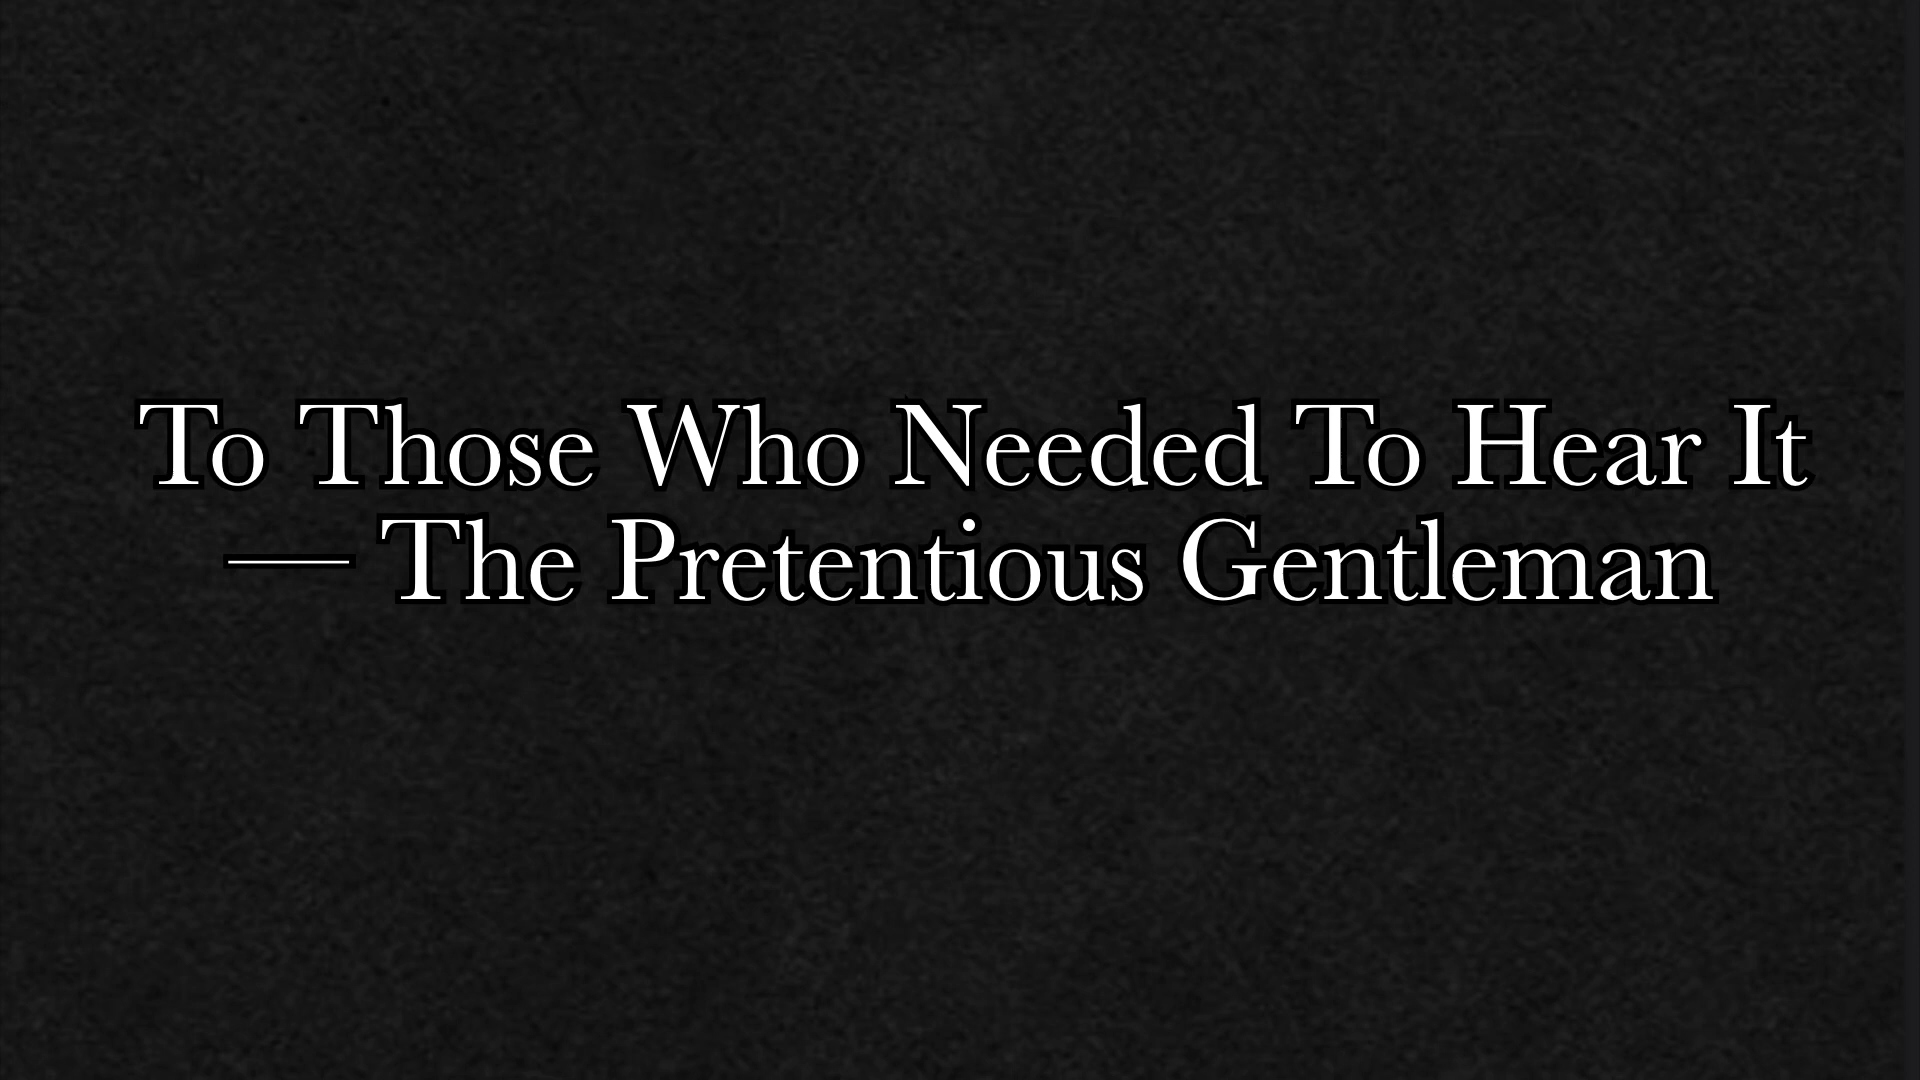 To Those Who Needed To Hear It
— The Pretentious Gentleman